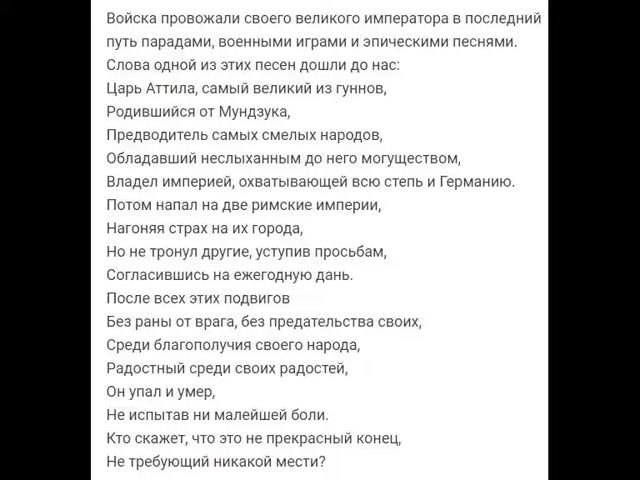 Войска провожали своего великого императора в последний
путь парадами, военными играми и эпическими песнями.
Слова одной из этих песен дошли до нас:
Царь Аттила, самый великий из гуннов,
Родившийся от Мундзука,
Предводитель самых смелых народов,
Обладавший неслыханным до него могуществом,
Владел империей, охватывающей всю степь и Германию.
Потом напал на две римские империи,
Нагоняя страх на их города,
Но не тронул другие, уступив просьбам,
Согласившись на ежегодную дань.
После всех этих подвигов
Без раны от врага, без предательства своих,
Среди благополучия своего народа,
Радостный среди своих радостей,
Он упал и умер,
Не испытав ни малейшей боли.
Кто скажет, что это не прекрасный конец,
Не требующий никакой мести?